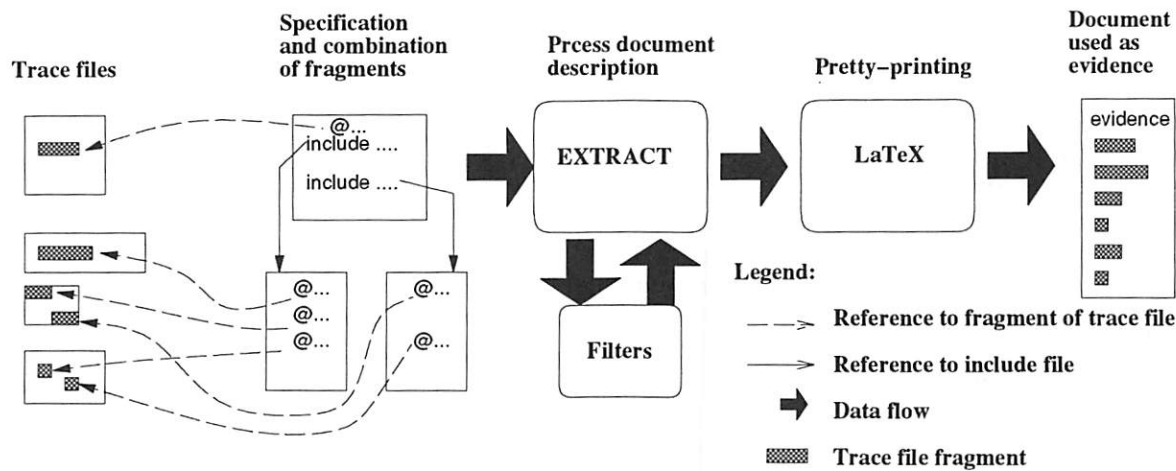 Trace files
Specification
and combination
of fragments
Prcess document
description
Pretty-printing
Document
used as
evidence
@...
include ....
include ....
@...
@...
@...
@...
@...
EXTRACT
Filters
LaTeX
evidence
Legend:
Reference to fragment of trace file
Reference to include file
Data flow
Trace file fragment